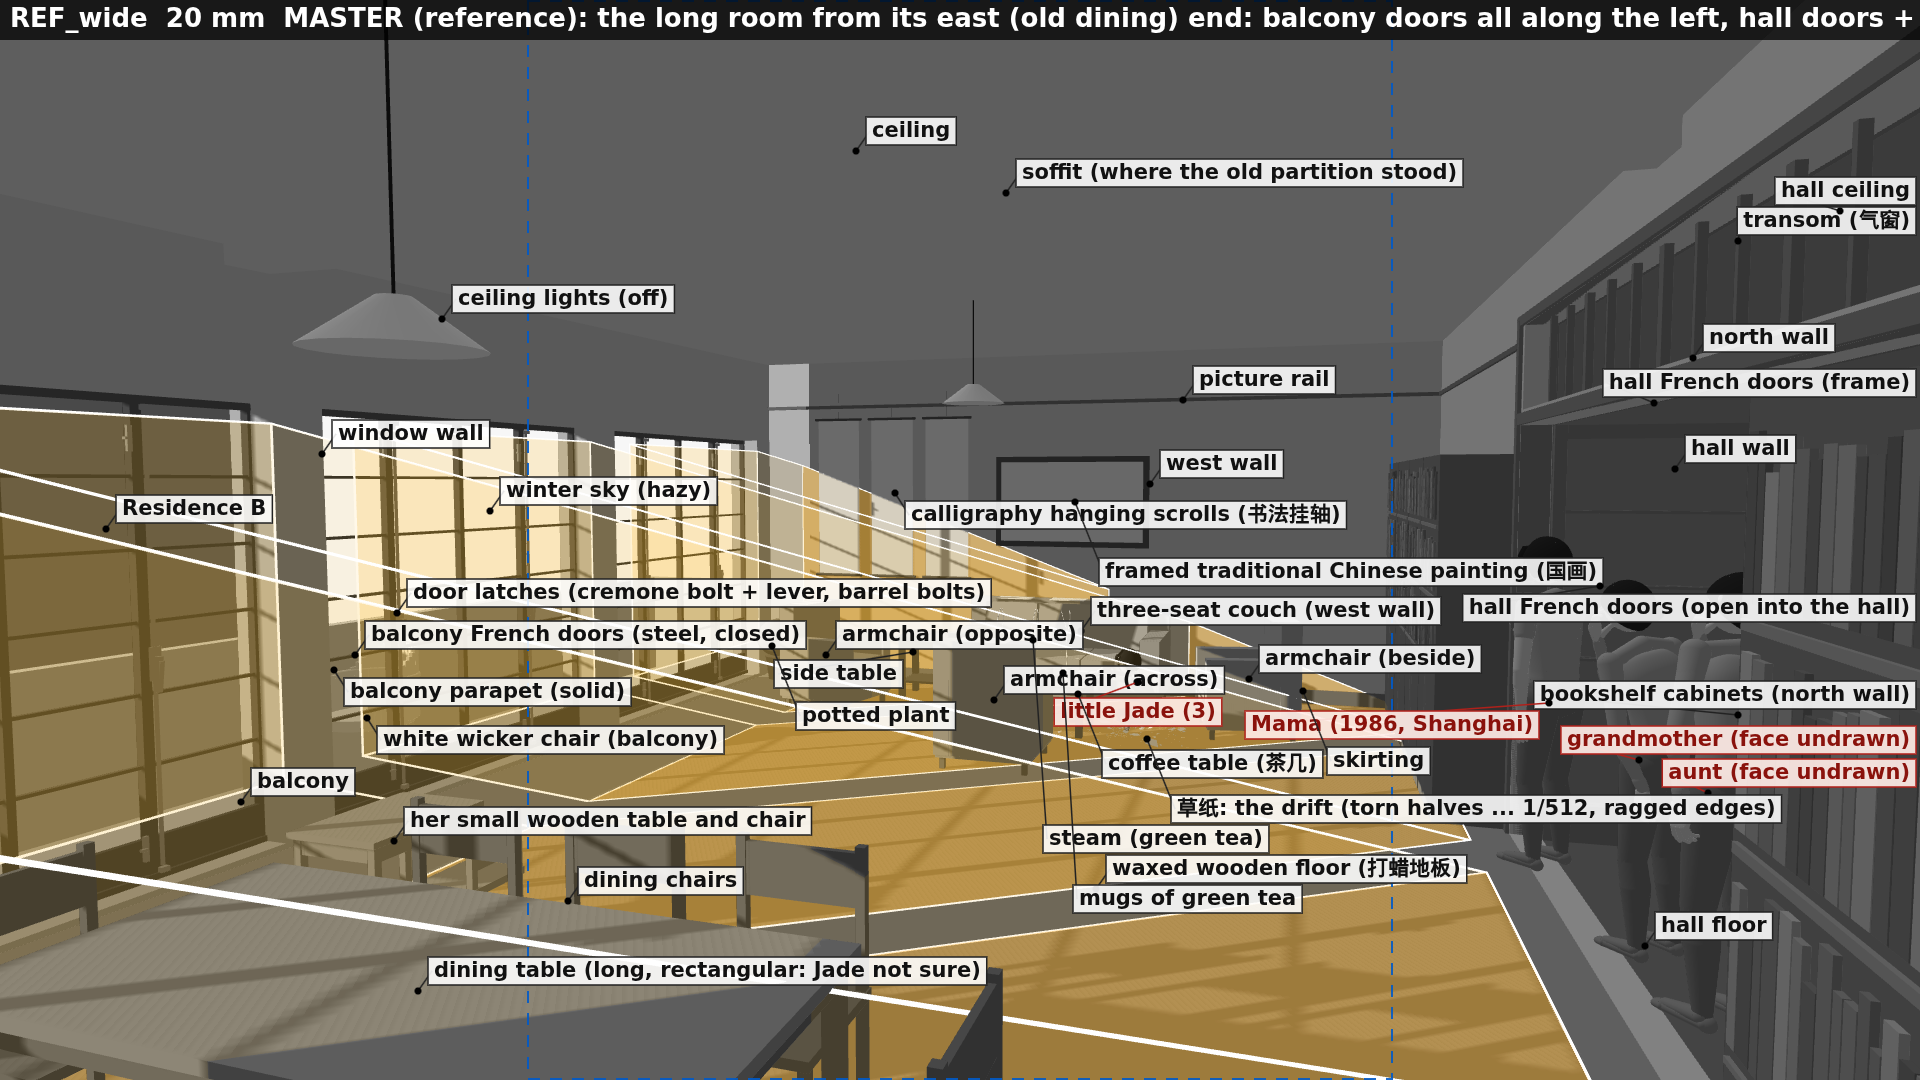 REF_wide 20 mm MASTER (reference): the long room from its east (old dining) end: balcony doors all along the left, hall doors +
ceiling
soffit (where the old partition stood)
hall ceiling
transom (气窗)
ceiling lights (off)
north wall
picture rail
hall French doors (frame)
window wall
hall wall
west wall
winter sky (hazy)
Residence B
calligraphy hanging scrolls (书法挂轴)
framed traditional Chinese painting (国画)
door latches (cremone bolt + lever, barrel bolts)
three-seat couch (west wall)
hall French doors (open into the hall)
balcony French doors (steel, closed)
armchair (opposite)
armchair (beside)
side table
armchair (across)
balcony parapet (solid)
bookshelf cabinets (north wall)
little Jade (3)
potted plant
Mama (1986, Shanghai)
white wicker chair (balcony)
grandmother (face undrawn)
coffee table (茶几)
skirting
aunt (face undrawn)
balcony
草纸: the drift (torn halves ... 1/512, ragged edges)
her small wooden table and chair
steam (green tea)
waxed wooden floor (打蜡地板)
dining chairs
mugs of green tea
hall floor
dining table (long, rectangular: Jade not sure)